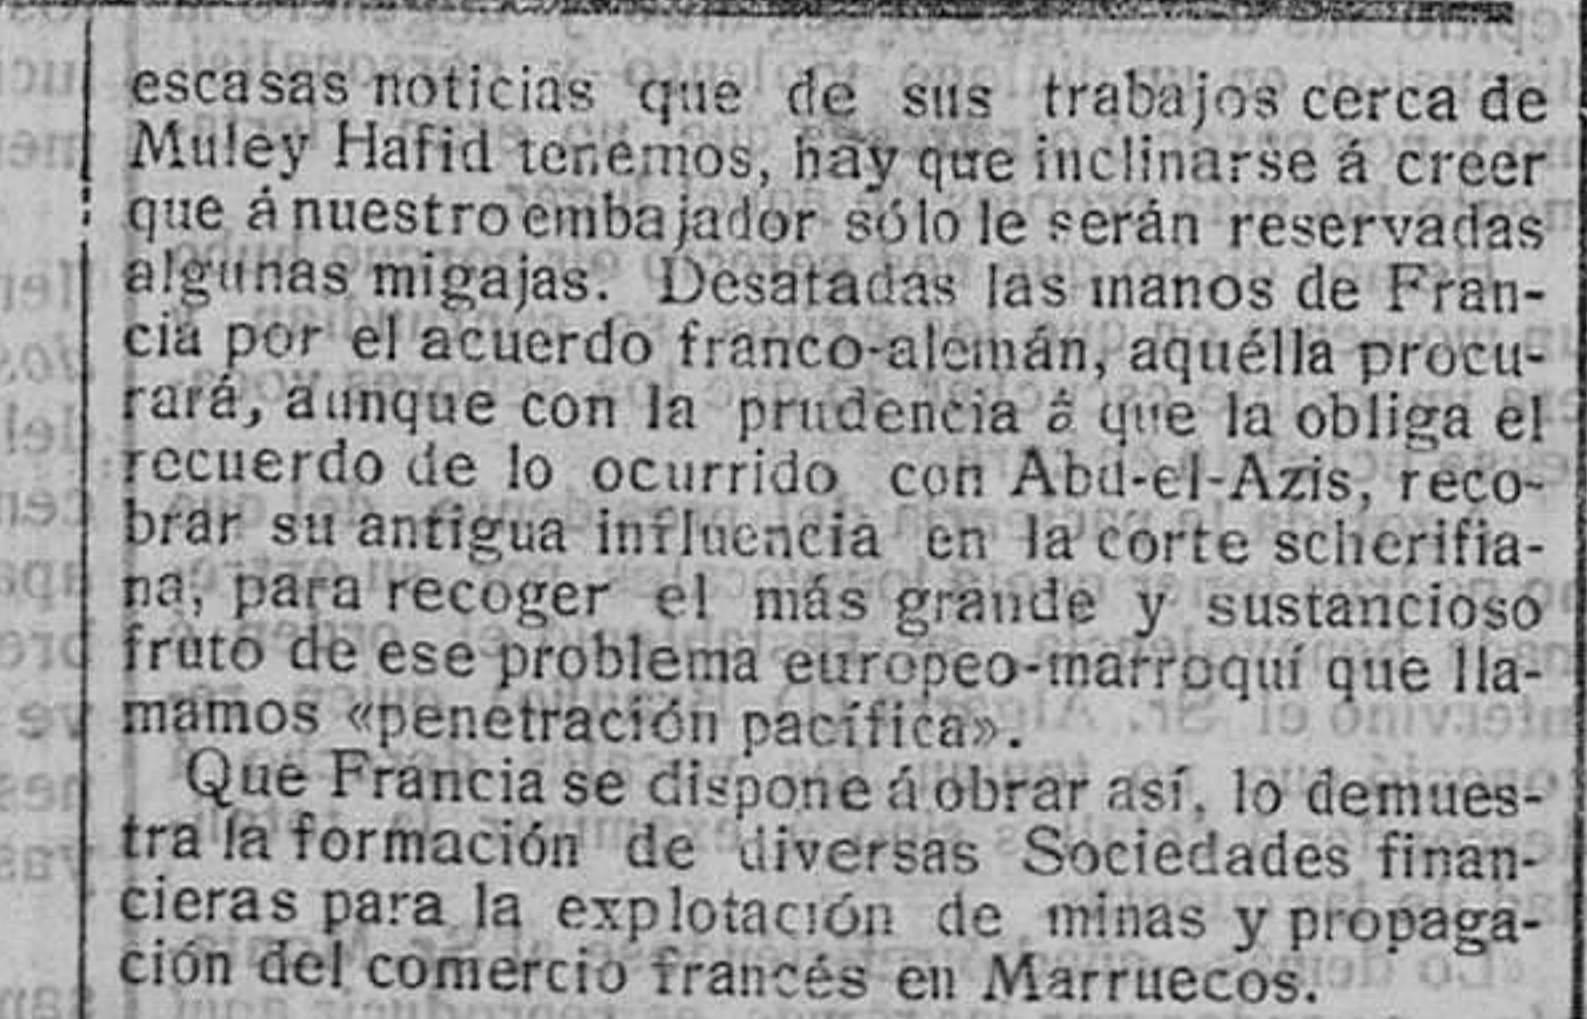 escasas noticias que de sus trabajos cerca de
Muley Hafid tenemos, hay que inclinarse á creer
que á nuestro embajador sólo le serán reservadas
algunas migajas. Desatadas las manos de Fran-
cia por el acuerdo franco-alemán, aquélla procu-
rará, aunque con la prudencia á que la obliga el
recuerdo de lo ocurrido con Abd-el-Azis, reco-
brar su antigua influencia en la corte scherifia-
na, para recoger el más grande y sustancioso
fruto de ese problema europeo-marroquí que lla-
mamos «penetración pacífica».
Que Francia se dispone á obrar así, lo demues-
tra la formación de diversas Sociedades finan-
cieras para la explotación de minas y propaga-
ción del comercio francés en Marruecos.